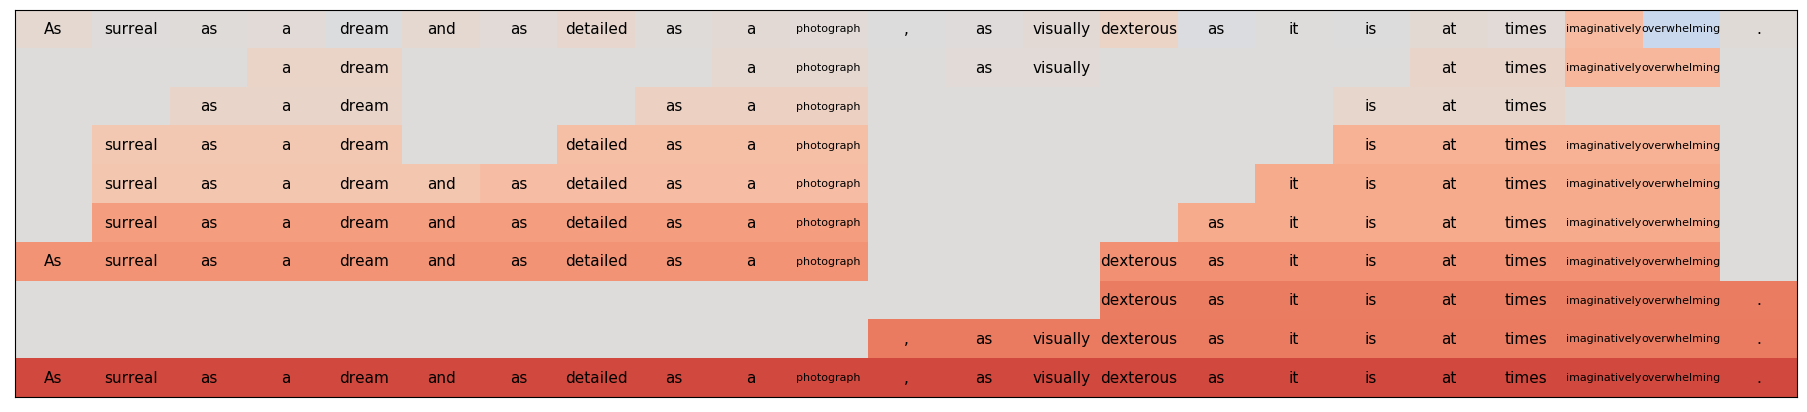 As surreal as a dream and as detailed as a photograph , as visually dexterous as it is at times imaginatively overwhelming .
a dream a photograph as visually at times imaginatively overwhelming
as a dream as a photograph is at times
surreal as a dream detailed as a photograph is at times imaginatively overwhelming
surreal as a dream and as detailed as a photograph it is at times imaginatively overwhelming
surreal as a dream and as detailed as a photograph as it is at times imaginatively overwhelming
As surreal as a dream and as detailed as a photograph dexterous as it is at times imaginatively overwhelming
dexterous as it is at times imaginatively overwhelming .
, as visually dexterous as it is at times imaginatively overwhelming .
As surreal as a dream and as detailed as a photograph , as visually dexterous as it is at times imaginatively overwhelming .